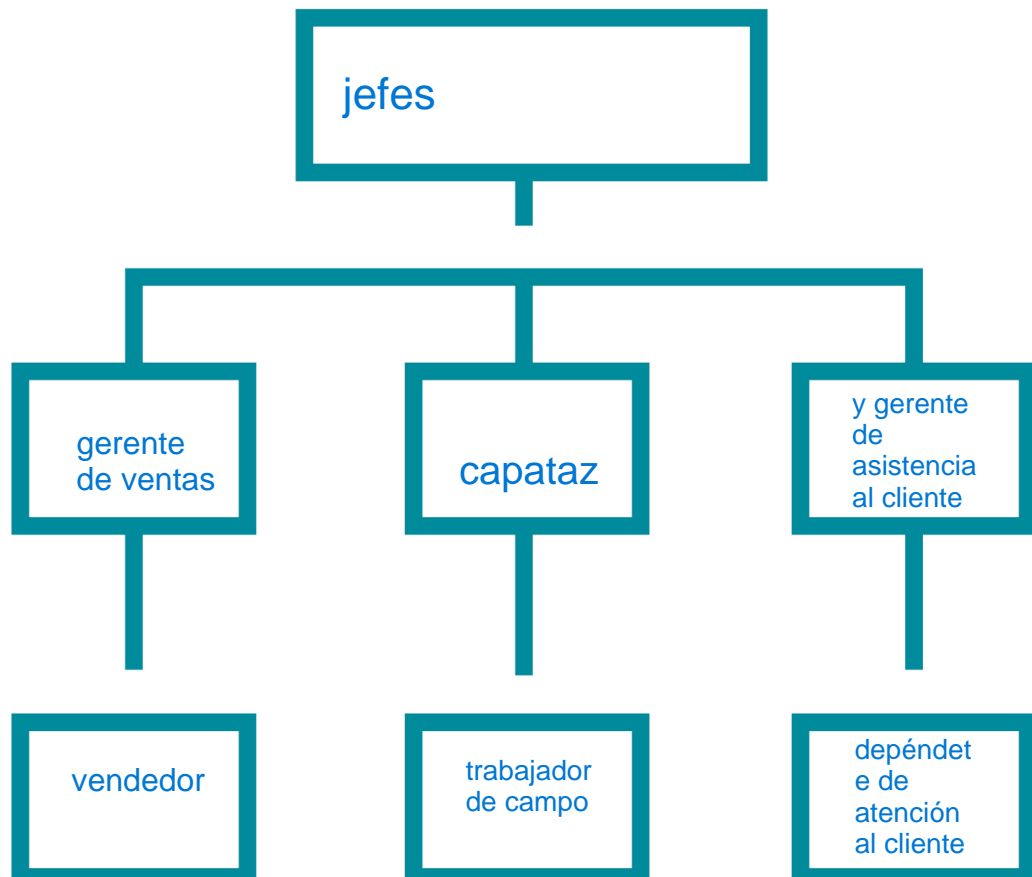 jefes
gerente
de ventas
capataz
y gerente
de
asistencia
al cliente
vendedor
trabajador
de campo
depéndet
e de
atención
al cliente